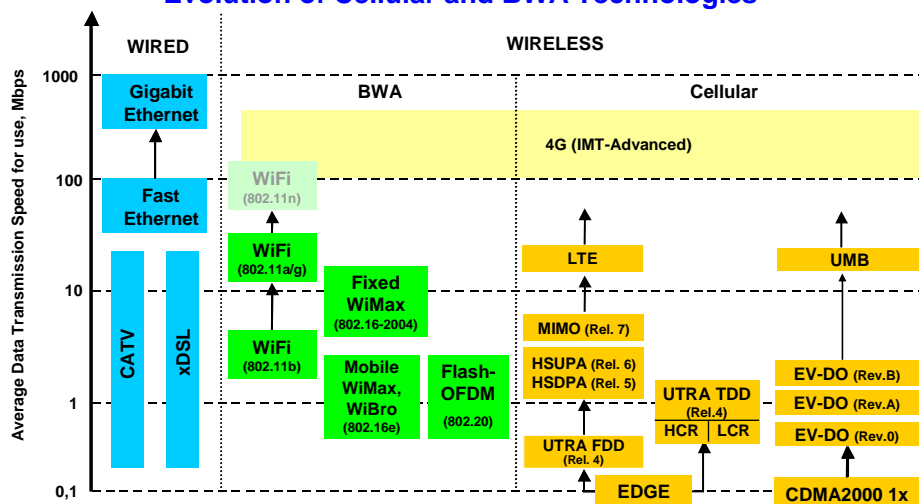 Evolution of Cellular and BWA Technologies
WIRED
WIRELESS
BWA
Cellular
Average Data Transmission Speed for use, Mbps
1000
100
10
1
0,1
Gigabit
Ethernet
Fast
Ethernet
CATV
xDSL
4G (IMT-Advanced)
WiFi
(802.11n)
WiFi
(802.11a/g)
WiFi
(802.11b)
Fixed
WiMax
(802.16-2004)
Mobile
WiMax,
WiBro
(802.16e)
Flash-
OFDM
(802.20)
LTE
MIMO (Rel. 7)
HSUPA (Rel. 6)
HSDPA (Rel. 5)
UTRA FDD
(Rel. 4)
UTRA TDD
(Rel.4)
HCR
LCR
EDGE
UMB
EV-DO (Rev.B)
EV-DO (Rev.A)
EV-DO (Rev.0)
CDMA2000 1x